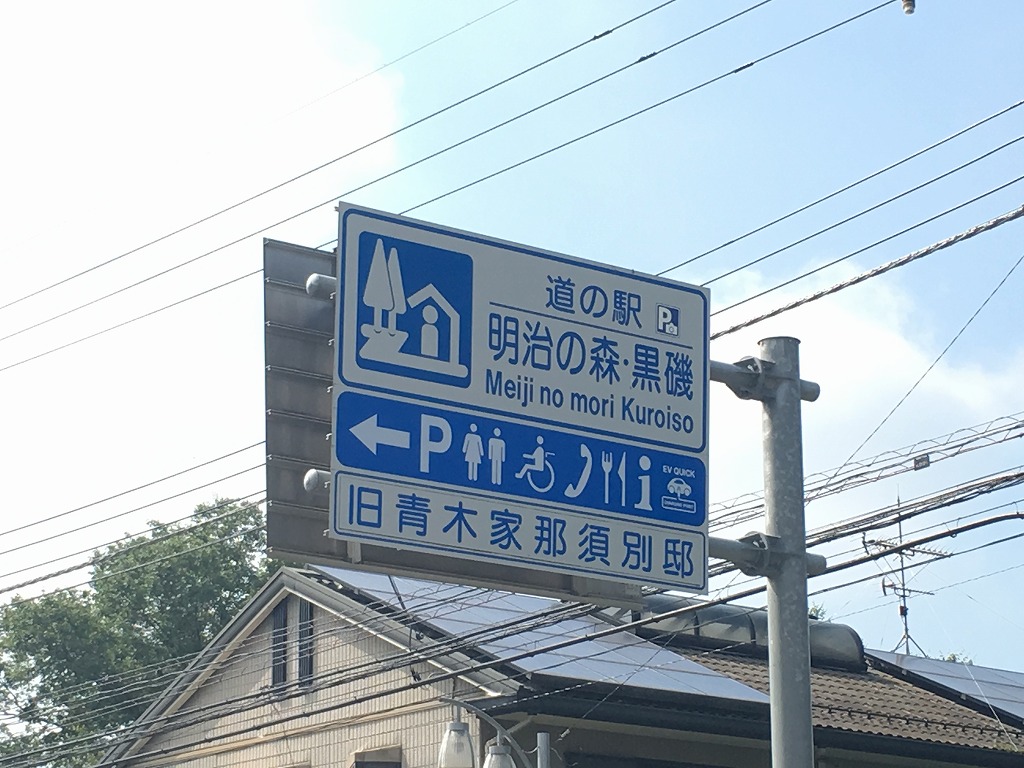 道の駅 P
明治の森・黒磯
Meiji no mori Kuroiso
P i EV QUICK
旧青木家那須別邸